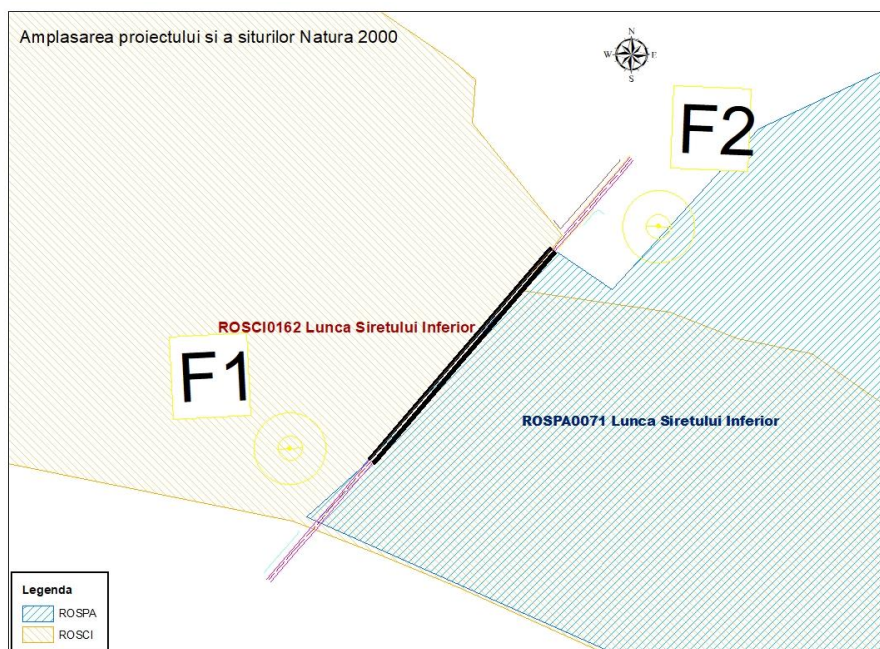 Amplasarea proiectului si a siturilor Natura 2000
N
W E
S
F2
ROSCI0162 Lunca Siretului Inferior
F1
ROSPA0071 Lunca Siretului Inferior
Legenda
ROSPA
ROSCI